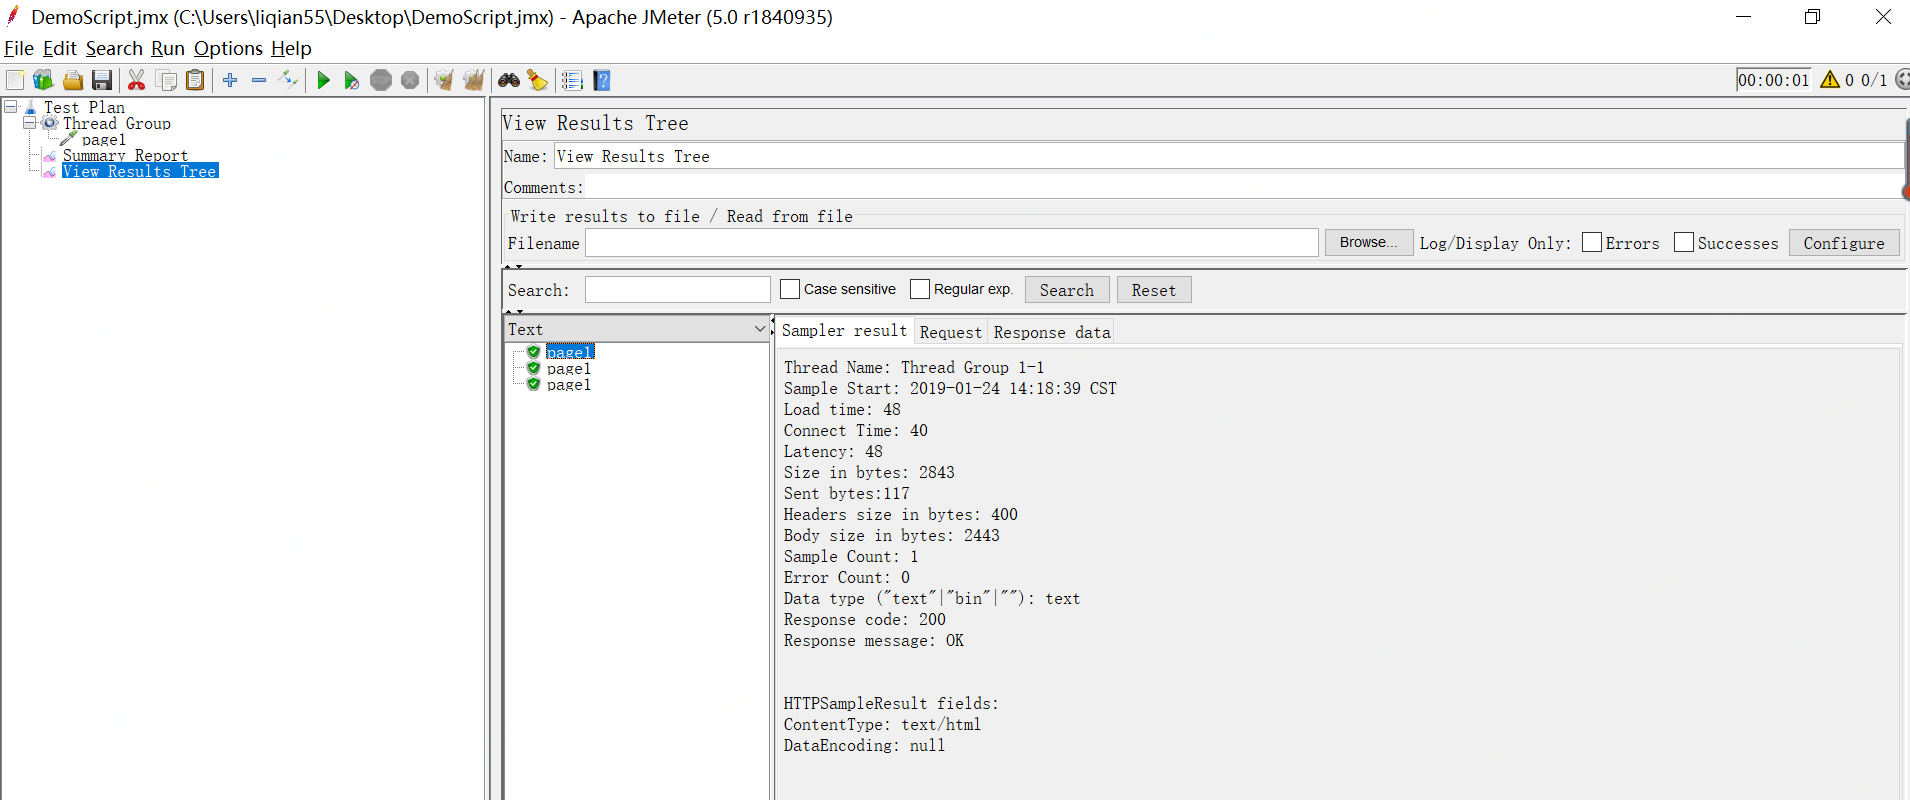 DemoScript.jmx (C:\Users\liqian55\Desktop\DemoScript.jmx) - Apache JMeter (5.0 r1840935)
File Edit Search Run Options Help
STOP
00:00:01 0 0/1
Test Plan
Thread Group
page1
Summary Report
View Results Tree
View Results Tree
Name: View Results Tree
Comments:
Write results to file / Read from file
Filename Browse... Log/Display Only: Errors Successes Configure
Search: Case sensitive Regular exp. Search Reset
Text
page1
page1
page1
Sampler result Request Response data
Thread Name: Thread Group 1-1
Sample Start: 2019-01-24 14:18:39 CST
Load time: 48
Connect Time: 40
Latency: 48
Size in bytes: 2843
Sent bytes:117
Headers size in bytes: 400
Body size in bytes: 2443
Sample Count: 1
Error Count: 0
Data type ("text"|"bin"|""): text
Response code: 200
Response message: OK
HTTPSampleResult fields:
ContentType: text/html
DataEncoding: null